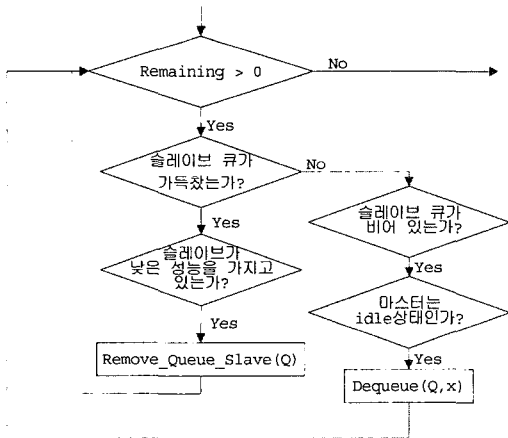 Remaining > 0
No
Yes
슬레이브 큐가
가득찼는가?
No
Yes
슬레이브 큐가
비어 있는가?
슬레이브가
낮은 성능을 가지고
있는가?
Yes
마스터는
idle상태인가?
Yes
Remove_Queue_Slave(Q)
Yes
Dequeue(Q,x)